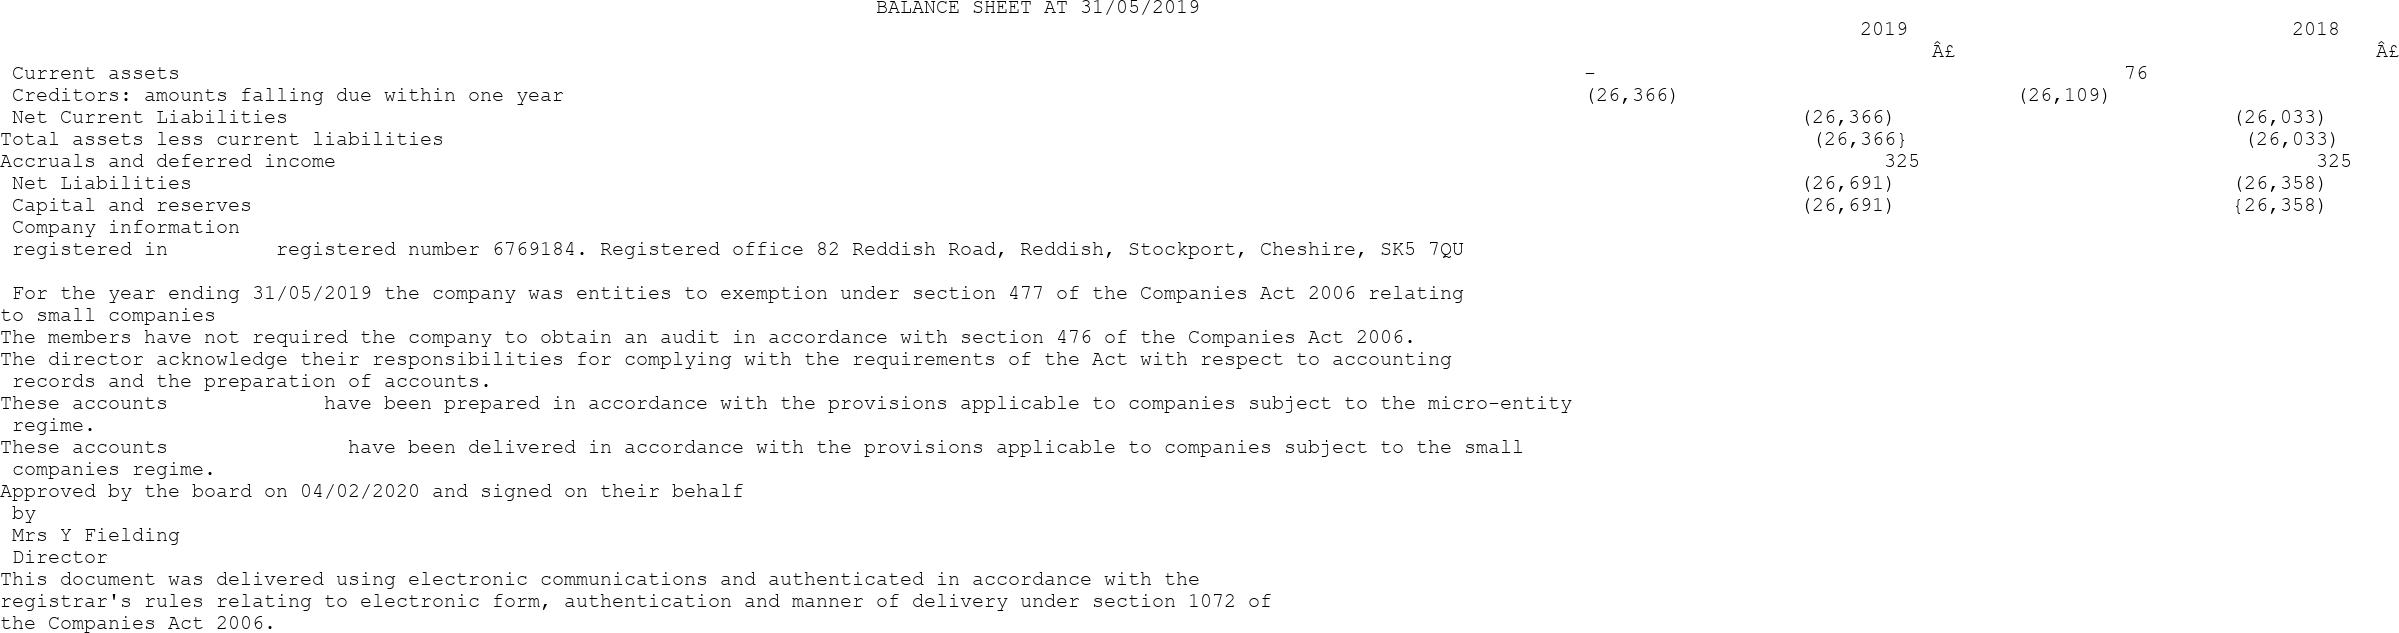 BALANCE SHEET AT 31/05/2019
2019 2018
Â£ Â£
Current assets - 76
Creditors: amounts falling due within one year (26,366) (26,109)
Net Current Liabilities (26,366) (26,033)
Total assets less current liabilities (26,366} (26,033)
Accruals and deferred income 325 325
Net Liabilities (26,691) (26,358)
Capital and reserves (26,691) {26,358)
Company information
registered in registered number 6769184. Registered office 82 Reddish Road, Reddish, Stockport, Cheshire, SK5 7QU
For the year ending 31/05/2019 the company was entities to exemption under section 477 of the Companies Act 2006 relating
to small companies
The members have not required the company to obtain an audit in accordance with section 476 of the Companies Act 2006.
The director acknowledge their responsibilities for complying with the requirements of the Act with respect to accounting
records and the preparation of accounts.
These accounts have been prepared in accordance with the provisions applicable to companies subject to the micro-entity
regime.
These accounts have been delivered in accordance with the provisions applicable to companies subject to the small
companies regime.
Approved by the board on 04/02/2020 and signed on their behalf
by
Mrs Y Fielding
Director
This document was delivered using electronic communications and authenticated in accordance with the
registrar's rules relating to electronic form, authentication and manner of delivery under section 1072 of
the Companies Act 2006.